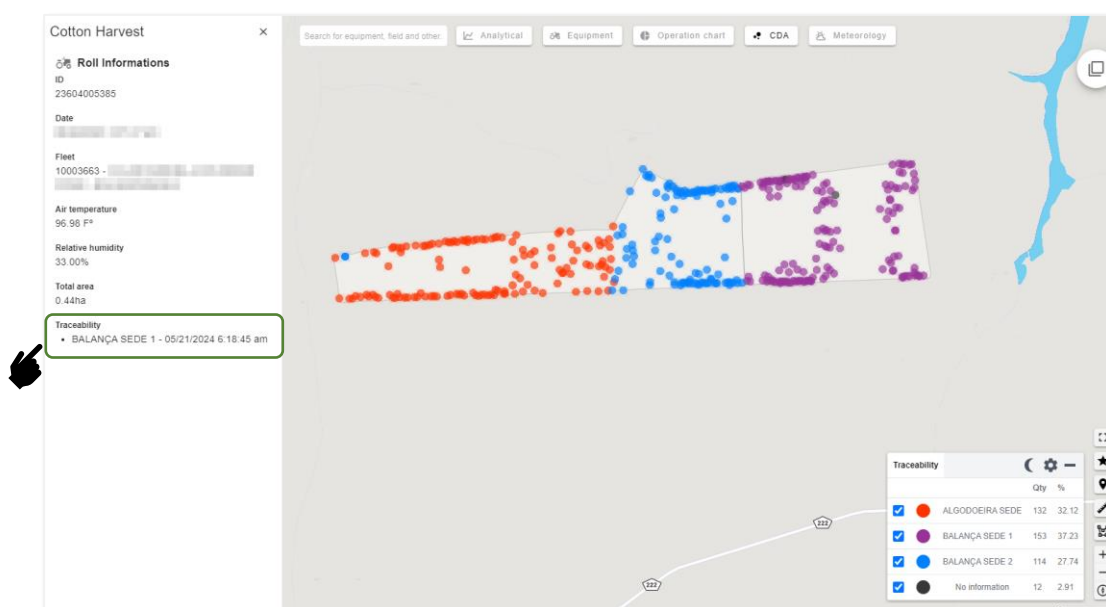 Cotton Harvest
Roll Informations
ID
23604005385
Date
Fleet
10003663 -
Air temperature
96.98 F°
Relative humidity
33.00%
Total area
0.44ha
Traceability
• BALANÇA SEDE 1 - 05/21/2024 6:18:45 am
Search for equipment, field and other.
Analytical
Equipment
Operation chart
CDA
Meteorology
222
222
Traceability
Qty %
ALGODOEIRA SEDE 132 32.12
BALANÇA SEDE 1 153 37.23
BALANÇA SEDE 2 114 27.74
No information 12 2.91